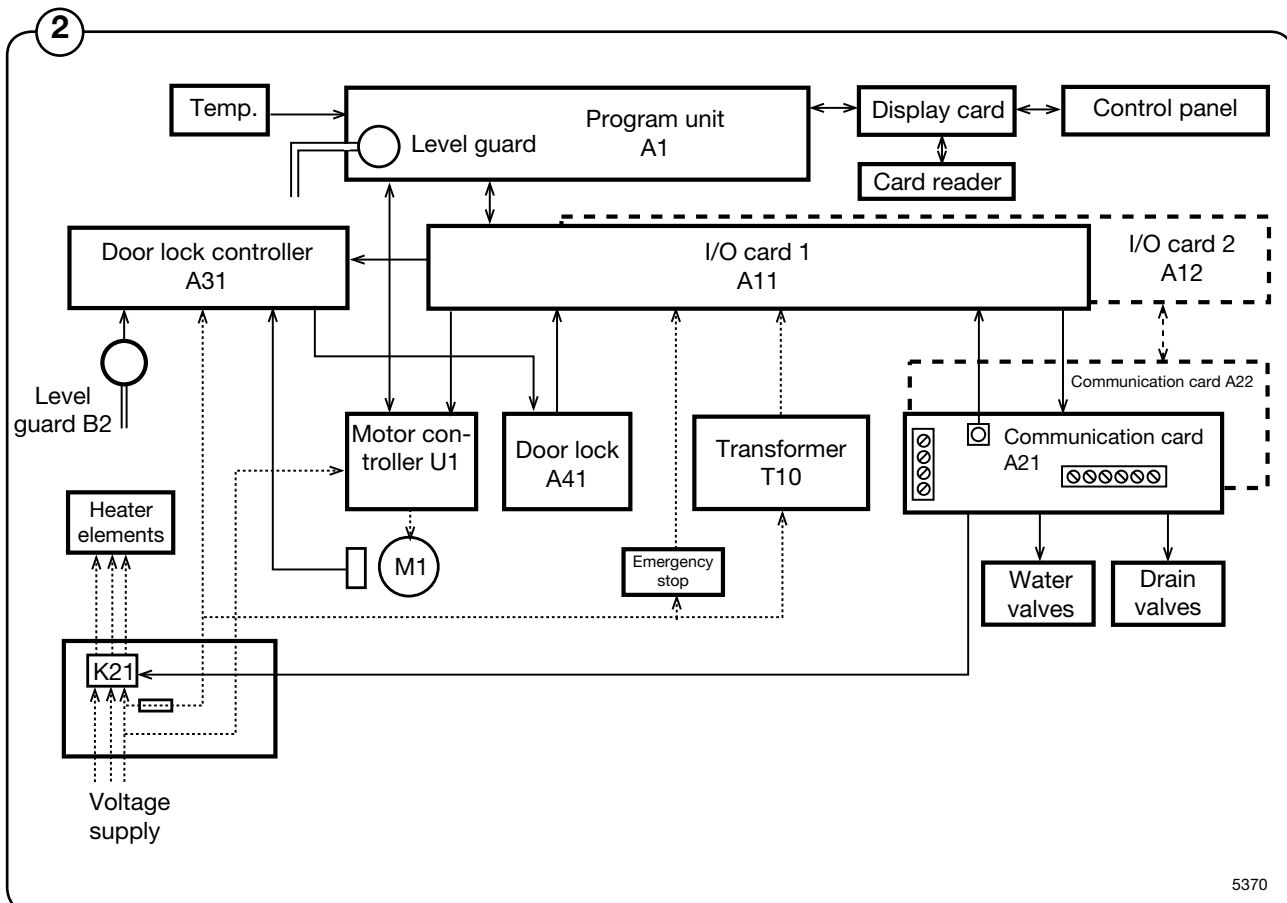 2
Temp.
Program unit
A1
Level guard
Display card
Control panel
Card reader
Door lock controller
A31
I/O card 1
A11
I/O card 2
A12
Level
guard B2
Motor con-
troller U1
Door lock
A41
Transformer
T10
Communication card A22
Communication card
A21
Heater
elements
M1
Emergency
stop
Water
valves
Drain
valves
K21
Voltage
supply
5370